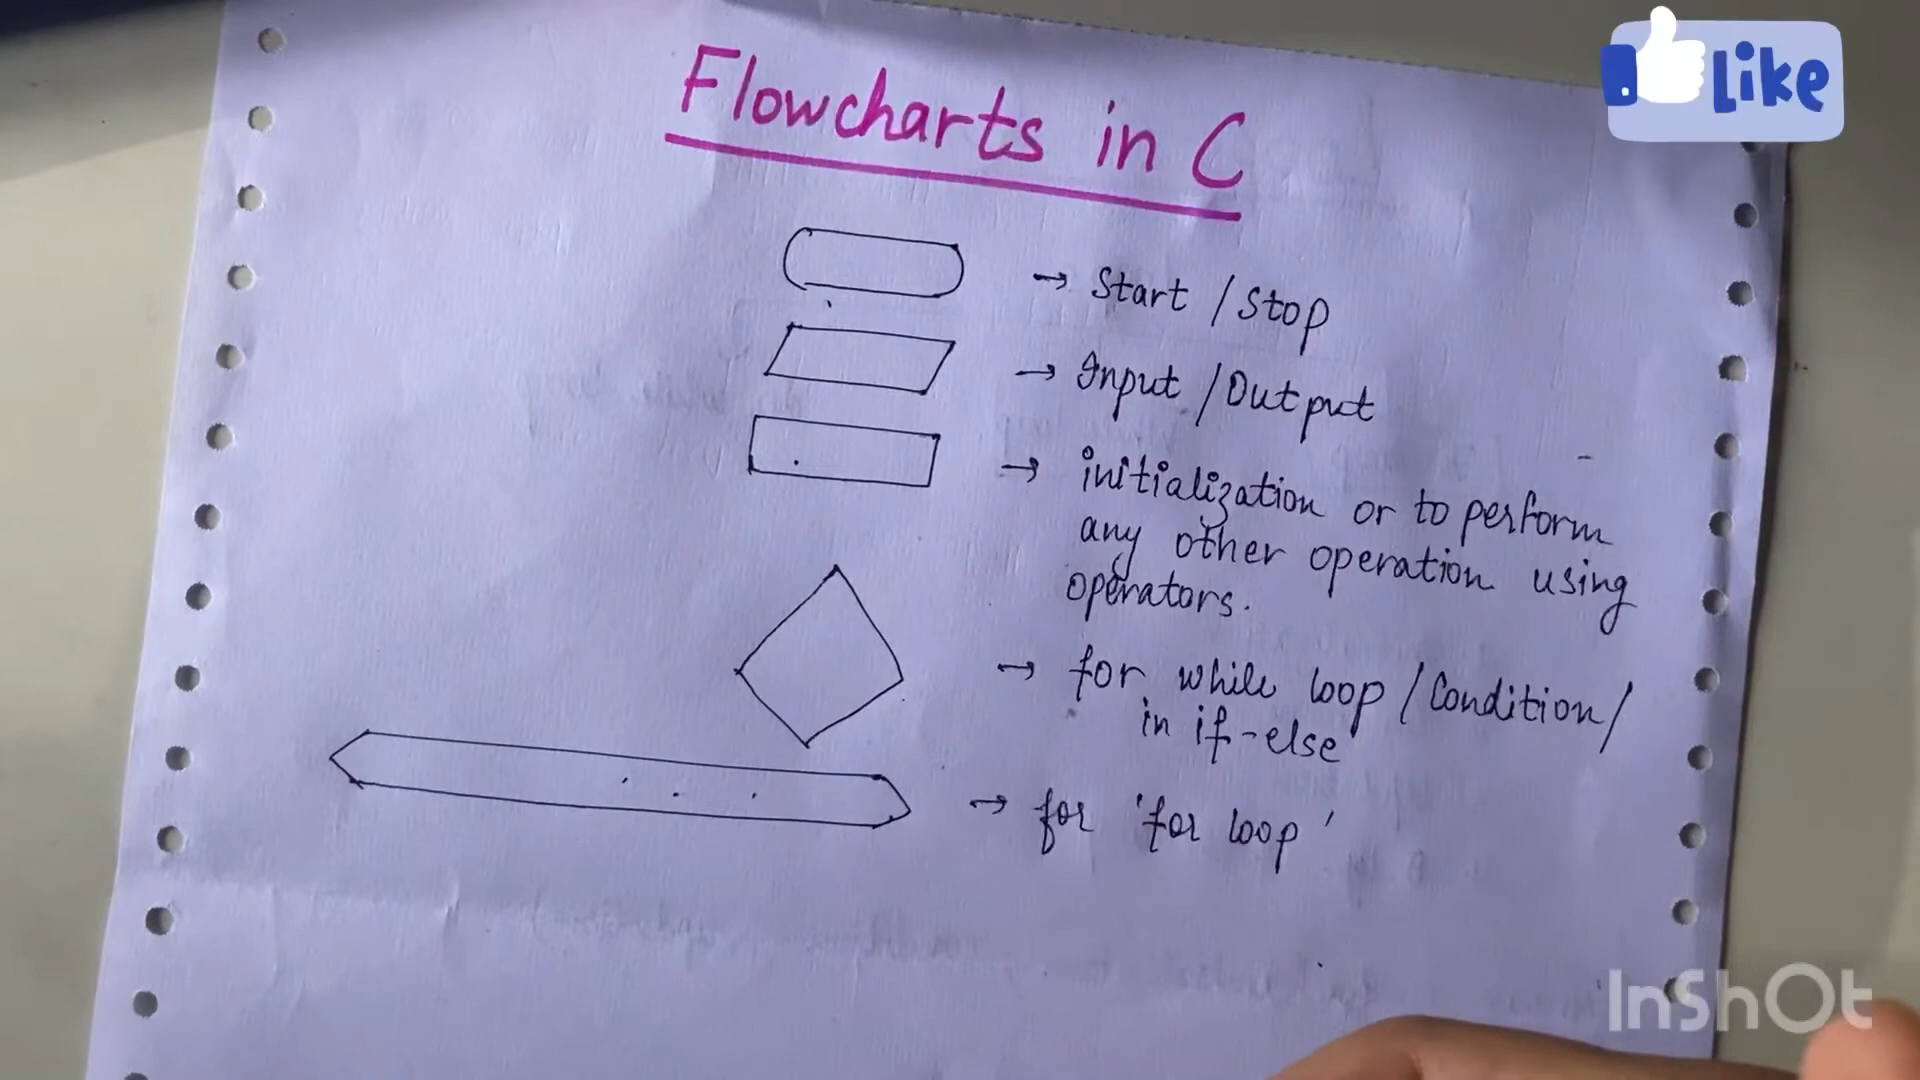 Like
Flowcharts in C
→ Start / Stop
→ Input / Output
→ initialization or to perform
any other operation using
operators.
→ for while loop / Condition /
in if-else
→ for 'for loop'
InShOt